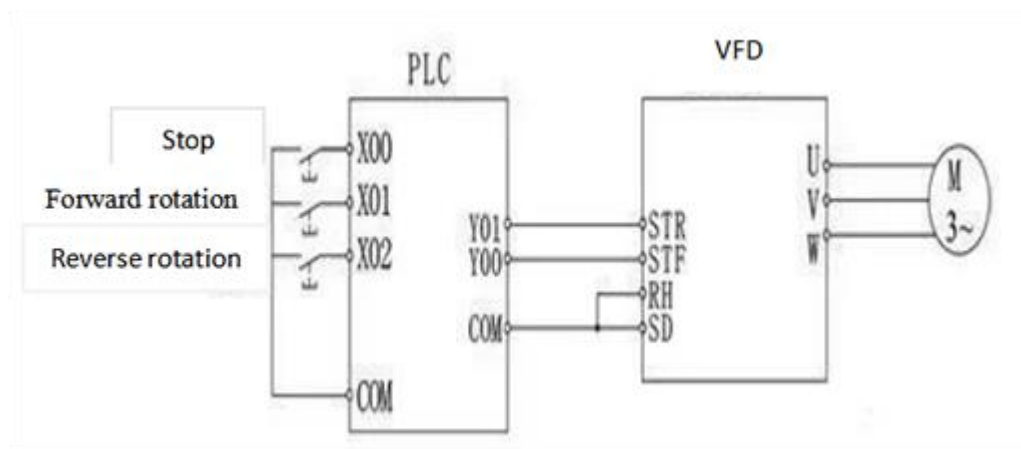 VFD
PLC
Stop
X00
Forward rotation
X01
Reverse rotation
X02
COM
Y01
Y00
COM
STR
STF
RH
SD
U
V
W
M
3~